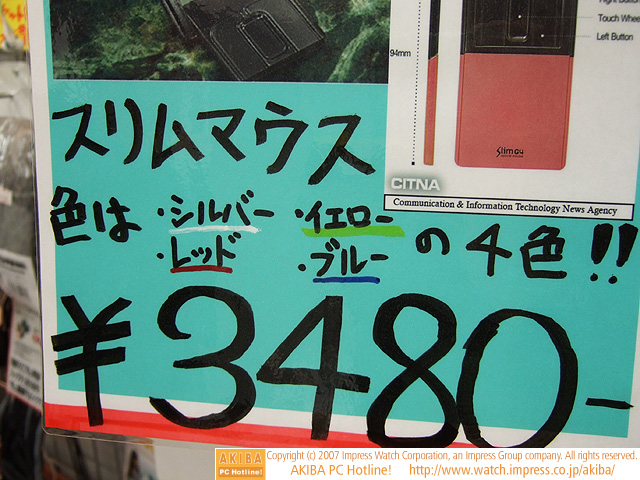 Touch Whee
Left Button
94mm
Slim
CITNA
Communication & Information Technology News Agency
スリムマウス
色は ・シルバー ・イエロー
・レッド ・ブルー の4色!!
¥3480-
AKIBA PC Hotline!
Copyright (c) 2007 Impress Watch Corporation, an Impress Group company. All rights reserved.
AKIBA PC Hotline! http://www.watch.impress.co.jp/akiba/